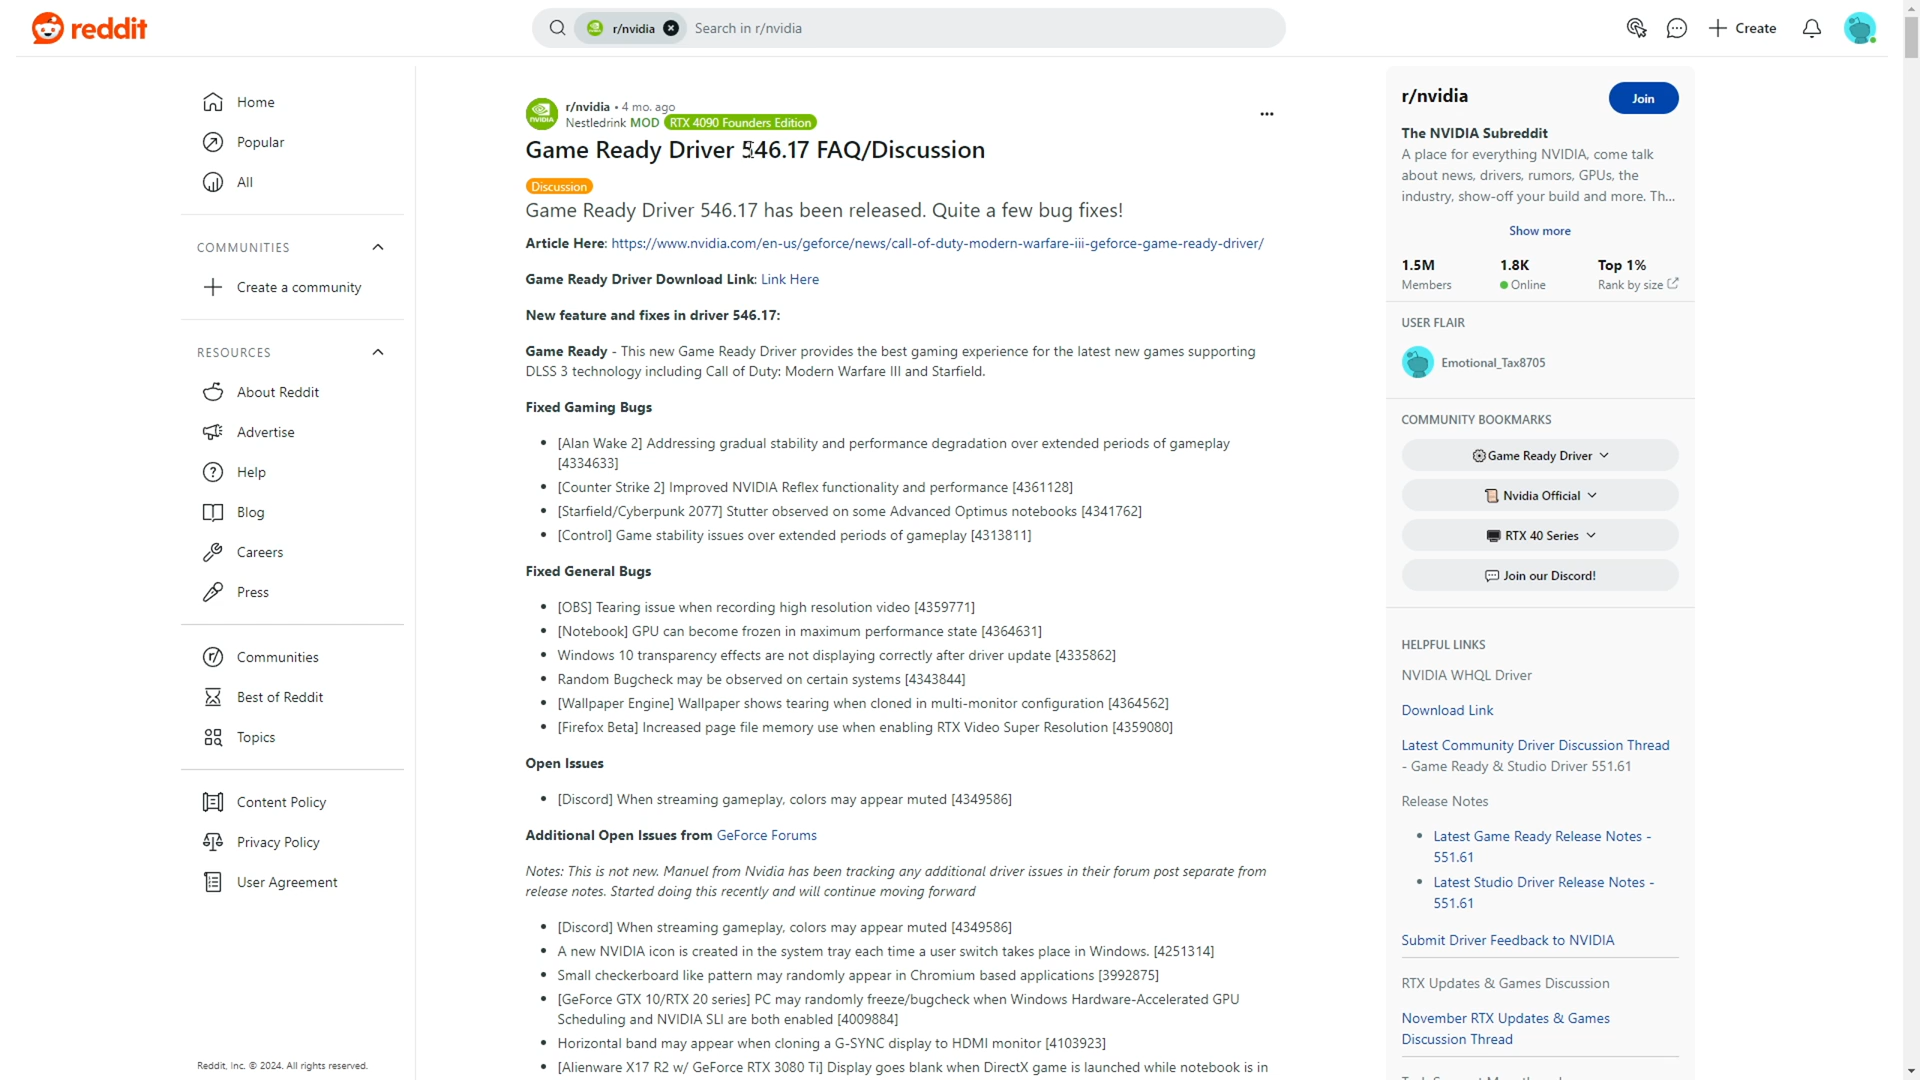 reddit
r/nvidia
Search in r/nvidia
Create
Home
Popular
All
COMMUNITIES
Create a community
RESOURCES
About Reddit
Advertise
Help
Blog
Careers
Press
Communities
Best of Reddit
Topics
Content Policy
Privacy Policy
User Agreement
Reddit, Inc. © 2024. All rights reserved.
r/nvidia • 4 mo. ago
Nestledrink MOD RTX 4090 Founders Edition
Game Ready Driver 546.17 FAQ/Discussion
Discussion
Game Ready Driver 546.17 has been released. Quite a few bug fixes!
Article Here: https://www.nvidia.com/en-us/geforce/news/call-of-duty-modern-warfare-iii-geforce-game-ready-driver/
Game Ready Driver Download Link: Link Here
New feature and fixes in driver 546.17:
Game Ready - This new Game Ready Driver provides the best gaming experience for the latest new games supporting
DLSS 3 technology including Call of Duty: Modern Warfare III and Starfield.
Fixed Gaming Bugs
• [Alan Wake 2] Addressing gradual stability and performance degradation over extended periods of gameplay
[4334633]
• [Counter Strike 2] Improved NVIDIA Reflex functionality and performance [4361128]
• [Starfield/Cyberpunk 2077] Stutter observed on some Advanced Optimus notebooks [4341762]
• [Control] Game stability issues over extended periods of gameplay [4313811]
Fixed General Bugs
• [OBS] Tearing issue when recording high resolution video [4359771]
• [Notebook] GPU can become frozen in maximum performance state [4364631]
• Windows 10 transparency effects are not displaying correctly after driver update [4335862]
• Random Bugcheck may be observed on certain systems [4343844]
• [Wallpaper Engine] Wallpaper shows tearing when cloned in multi-monitor configuration [4364562]
• [Firefox Beta] Increased page file memory use when enabling RTX Video Super Resolution [4359080]
Open Issues
• [Discord] When streaming gameplay, colors may appear muted [4349586]
Additional Open Issues from GeForce Forums
Notes: This is not new. Manuel from Nvidia has been tracking any additional driver issues in their forum post separate from
release notes. Started doing this recently and will continue moving forward
• [Discord] When streaming gameplay, colors may appear muted [4349586]
• A new NVIDIA icon is created in the system tray each time a user switch takes place in Windows. [4251314]
• Small checkerboard like pattern may randomly appear in Chromium based applications [3992875]
• [GeForce GTX 10/RTX 20 series] PC may randomly freeze/bugcheck when Windows Hardware-Accelerated GPU
Scheduling and NVIDIA SLI are both enabled [4009884]
• Horizontal band may appear when cloning a G-SYNC display to HDMI monitor [4103923]
• [Alienware X17 R2 w/ GeForce RTX 3080 Ti] Display goes blank when DirectX game is launched while notebook is in
r/nvidia
Join
The NVIDIA Subreddit
A place for everything NVIDIA, come talk
about news, drivers, rumors, GPUs, the
industry, show-off your build and more. Th...
Show more
1.5M 1.8K Top 1%
Members Online Rank by size
USER FLAIR
Emotional_Tax8705
COMMUNITY BOOKMARKS
Game Ready Driver
Nvidia Official
RTX 40 Series
Join our Discord!
HELPFUL LINKS
NVIDIA WHQL Driver
Download Link
Latest Community Driver Discussion Thread
- Game Ready & Studio Driver 551.61
Release Notes
• Latest Game Ready Release Notes -
551.61
• Latest Studio Driver Release Notes -
551.61
Submit Driver Feedback to NVIDIA
RTX Updates & Games Discussion
November RTX Updates & Games
Discussion Thread